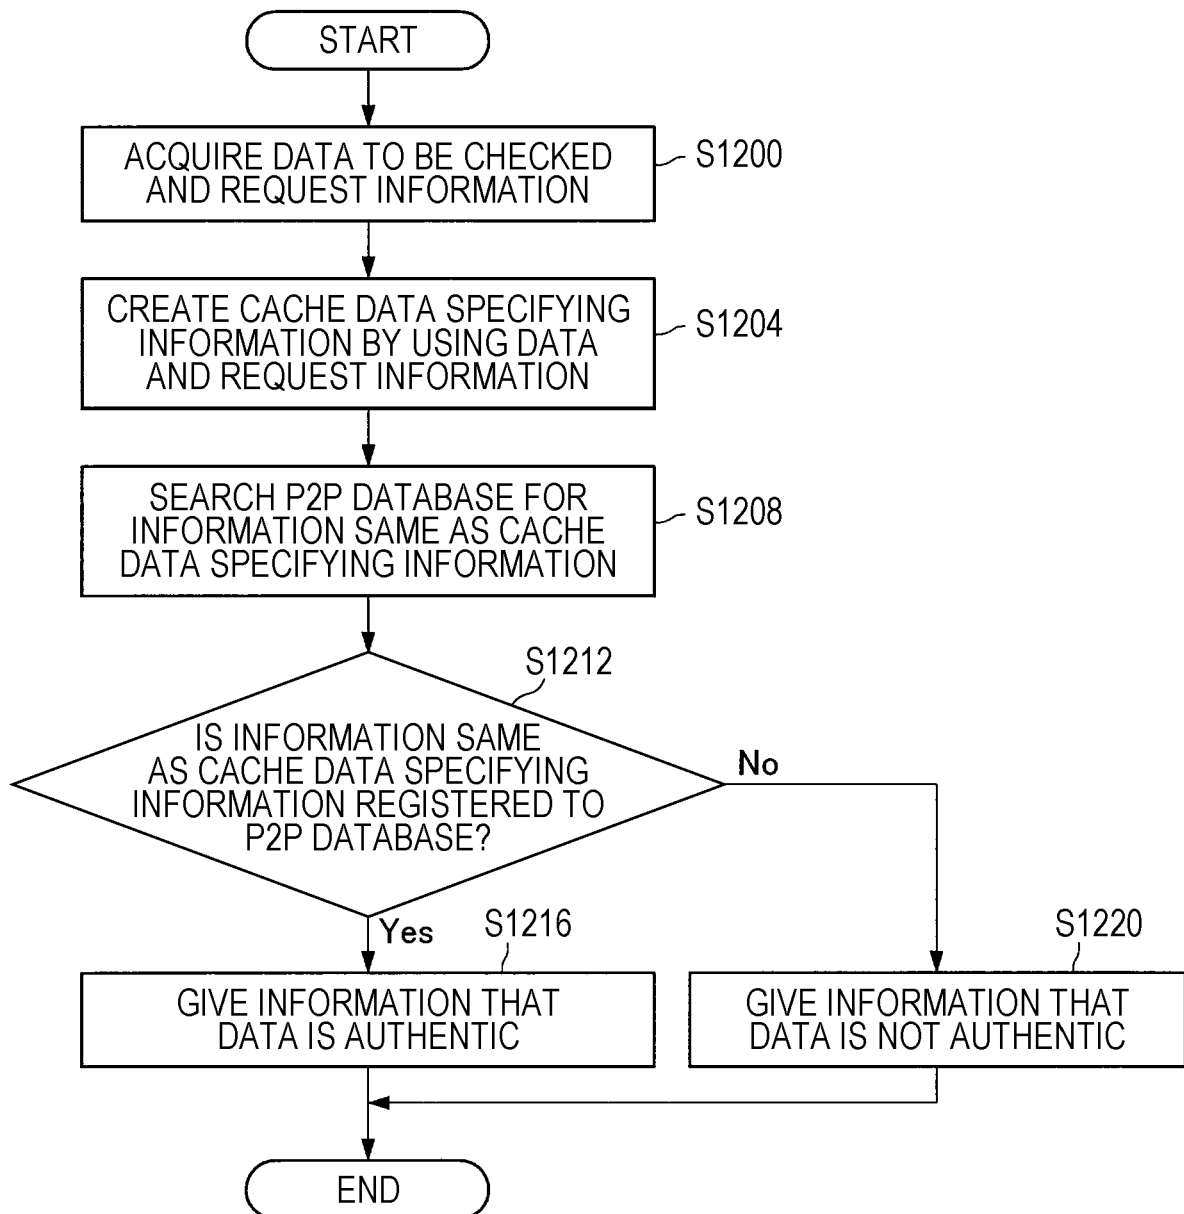 START
ACQUIRE DATA TO BE CHECKED
AND REQUEST INFORMATION
S1200
CREATE CACHE DATA SPECIFYING
INFORMATION BY USING DATA
AND REQUEST INFORMATION
S1204
SEARCH P2P DATABASE FOR
INFORMATION SAME AS CACHE
DATA SPECIFYING INFORMATION
S1208
S1212
IS INFORMATION SAME
AS CACHE DATA SPECIFYING
INFORMATION REGISTERED TO
P2P DATABASE?
No
Yes
S1216
GIVE INFORMATION THAT
DATA IS AUTHENTIC
S1220
GIVE INFORMATION THAT
DATA IS NOT AUTHENTIC
END